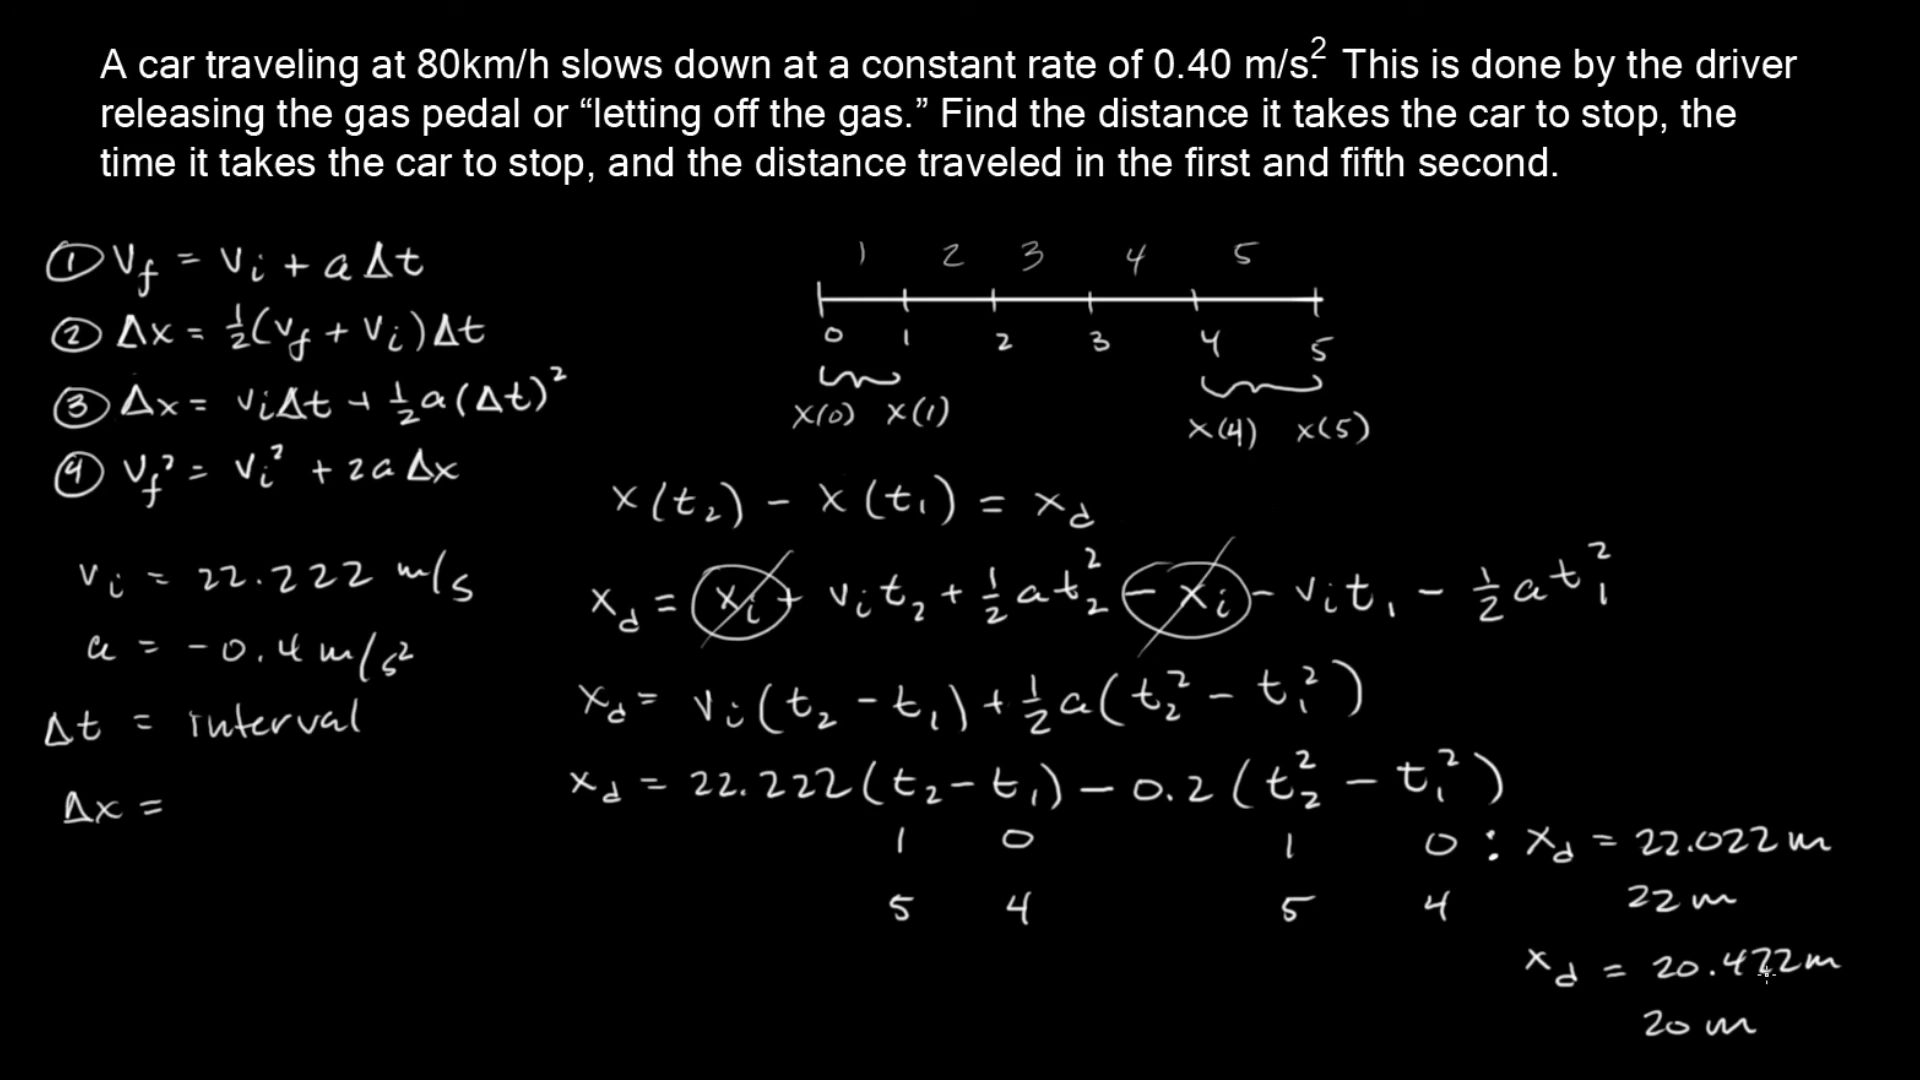 A car traveling at 80km/h slows down at a constant rate of 0.40 m/s.² This is done by the driver
releasing the gas pedal or “letting off the gas.” Find the distance it takes the car to stop, the
time it takes the car to stop, and the distance traveled in the first and fifth second.
① Vf = Vi + a Δt
② Δx = ½(Vf + Vi)Δt
③ Δx = ViΔt + ½a(Δt)²
④ Vf² = Vi² + 2aΔx
Vi = 22.222 m/s
a = -0.4 m/s²
Δt = interval
Δx =
1 2 3 4 5
0 1 2 3 4 5
x(0) x(1) x(4) x(5)
x(t₂) - x(t₁) = xd
xd = xi + vit₂ + ½at₂² - xi - vit₁ - ½at₁²
xd = vi(t₂ - t₁) + ½a(t₂² - t₁²)
xd = 22.222(t₂ - t₁) - 0.2(t₂² - t₁²)
1 0 1 0 : xd = 22.022m
22 m
5 4 5 4
xd = 20.422m
20 m